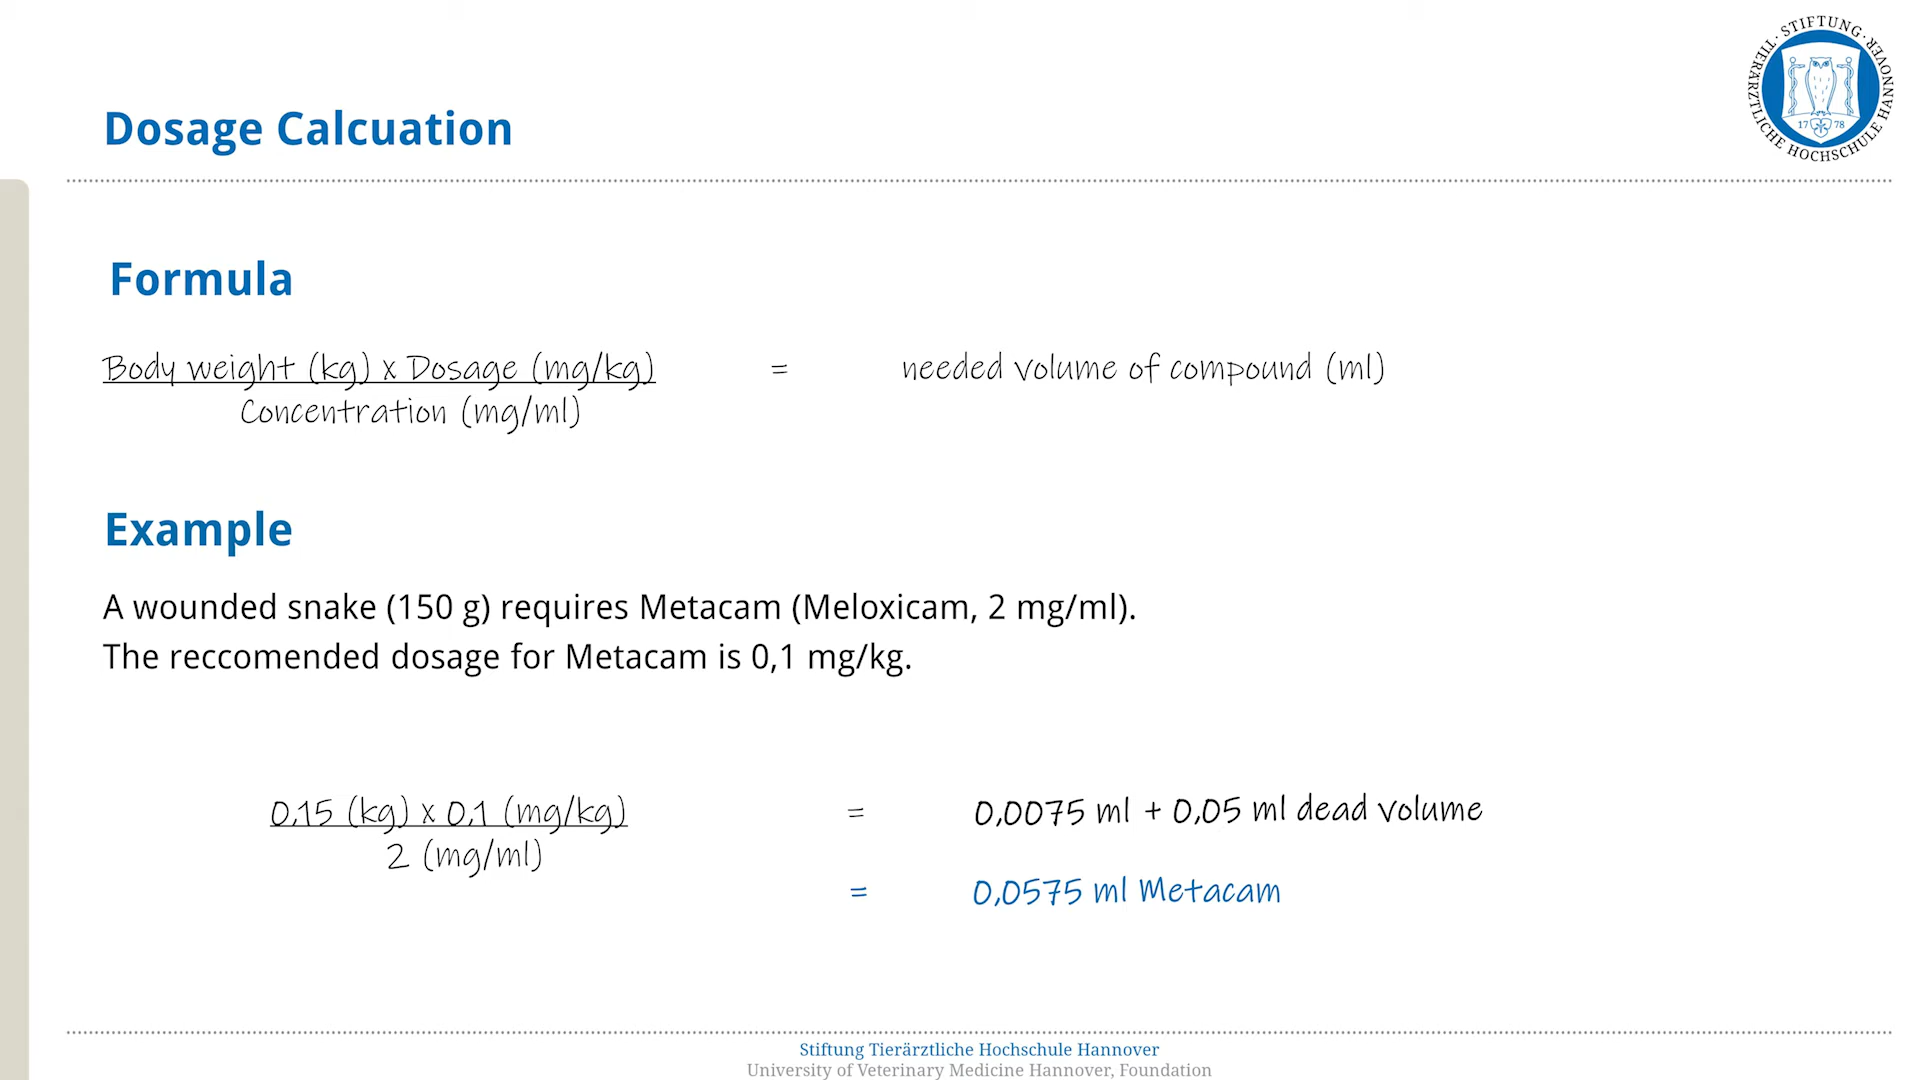 STIFTUNG · TIERÄRZTLICHE HOCHSCHULE HANNOVER ·
17 78
Dosage Calcuation
Formula
Body weight (kg) x Dosage (mg/kg) = needed volume of compound (ml)
Concentration (mg/ml)
Example
A wounded snake (150 g) requires Metacam (Meloxicam, 2 mg/ml).
The reccomended dosage for Metacam is 0,1 mg/kg.
0,15 (kg) x 0,1 (mg/kg) = 0,0075 ml + 0,05 ml dead volume
2 (mg/ml)
= 0,0575 ml Metacam
Stiftung Tierärztliche Hochschule Hannover
University of Veterinary Medicine Hannover, Foundation